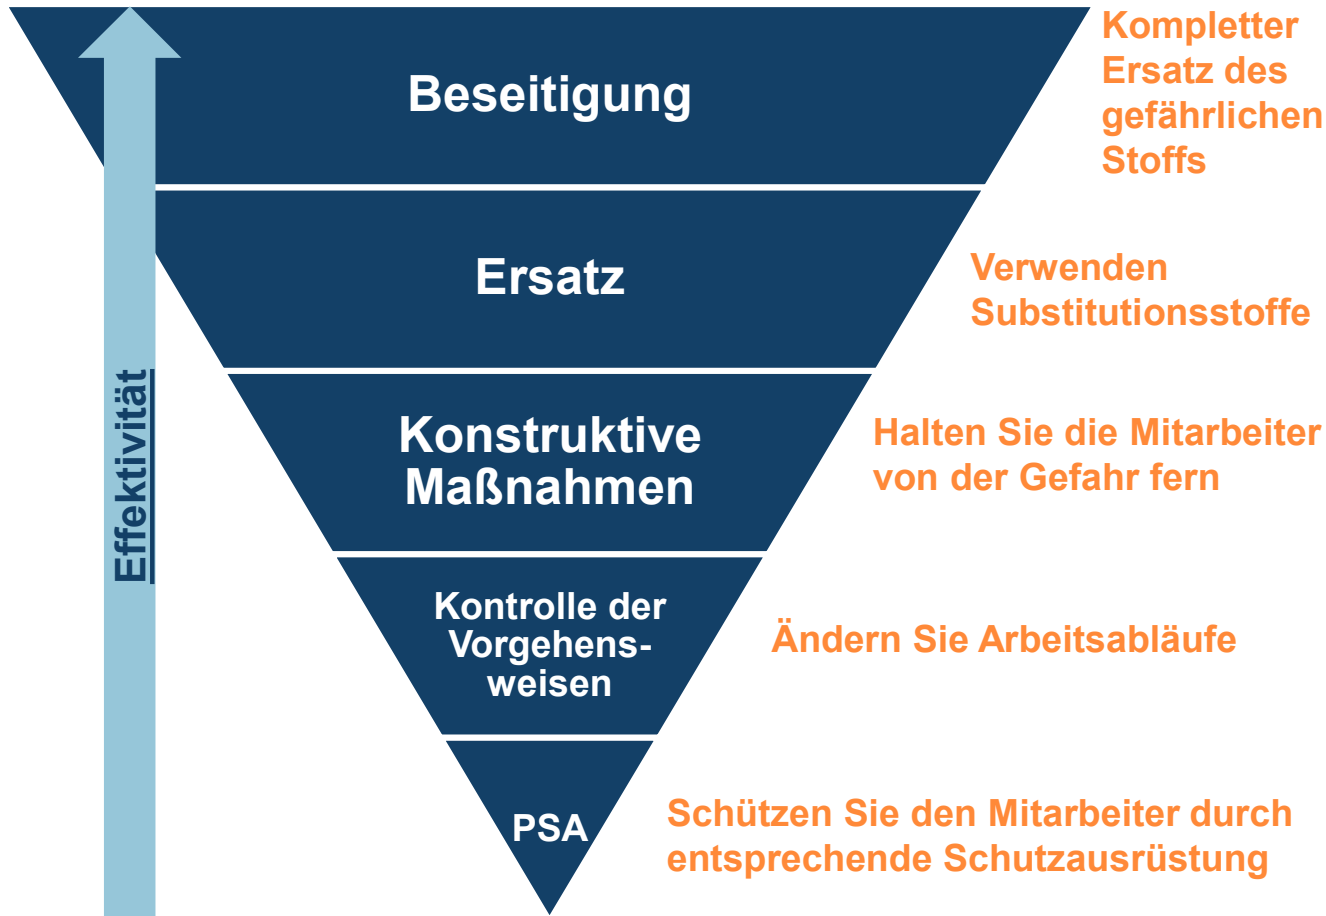 Beseitigung
Kompletter
Ersatz des
gefährlichen
Stoffs
Ersatz
Verwenden
Substitutionsstoffe
Effektivität
Konstruktive
Maßnahmen
Halten Sie die Mitarbeiter
von der Gefahr fern
Kontrolle der
Vorgehens-
weisen
Ändern Sie Arbeitsabläufe
PSA
Schützen Sie den Mitarbeiter durch
entsprechende Schutzausrüstung